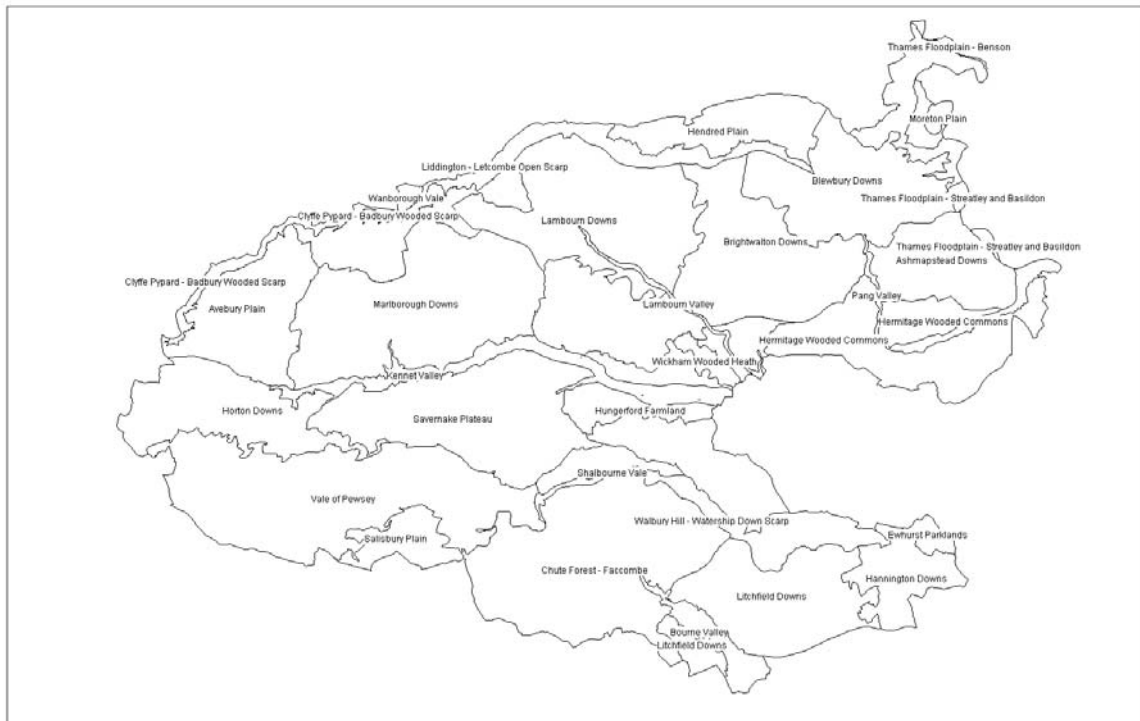 Thames Floodplain - Benson
Moreton Plain
Hendred Plain
Liddington - Letcombe Open Scarp
Blewbury Downs
Wanborough Vale
Thames Floodplain - Streatley and Basildon
Clyffe Pypard - Badbury Wooded Scarp
Lambourn Downs
Brightwalton Downs
Thames Floodplain - Streatley and Basildon
Ashmapstead Downs
Clyffe Pypard - Badbury Wooded Scarp
Pang Valley
Marlborough Downs
Lambourn Valley
Avebury Plain
Hermitage Wooded Commons
Hermitage Wooded Commons
Wickham Wooded Heath
Kennet Valley
Horton Downs
Hungerford Farmland
Savernake Plateau
Shalbourne Vale
Vale of Pewsey
Walbury Hill - Watership Down Scarp
Ewhurst Parklands
Salisbury Plain
Chute Forest - Faccombe
Hannington Downs
Litchfield Downs
Bourne Valley
Litchfield Downs